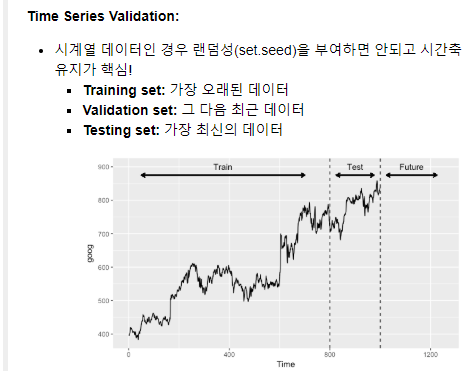 Time Series Validation:
시계열 데이터인 경우 랜덤성(set.seed)을 부여하면 안되고 시간축
유지가 핵심!
Training set: 가장 오래된 데이터
Validation set: 그 다음 최근 데이터
Testing set: 가장 최신의 데이터
Train Test Future
900
800
700
600
500
400
goog
0 400 800 1200
Time